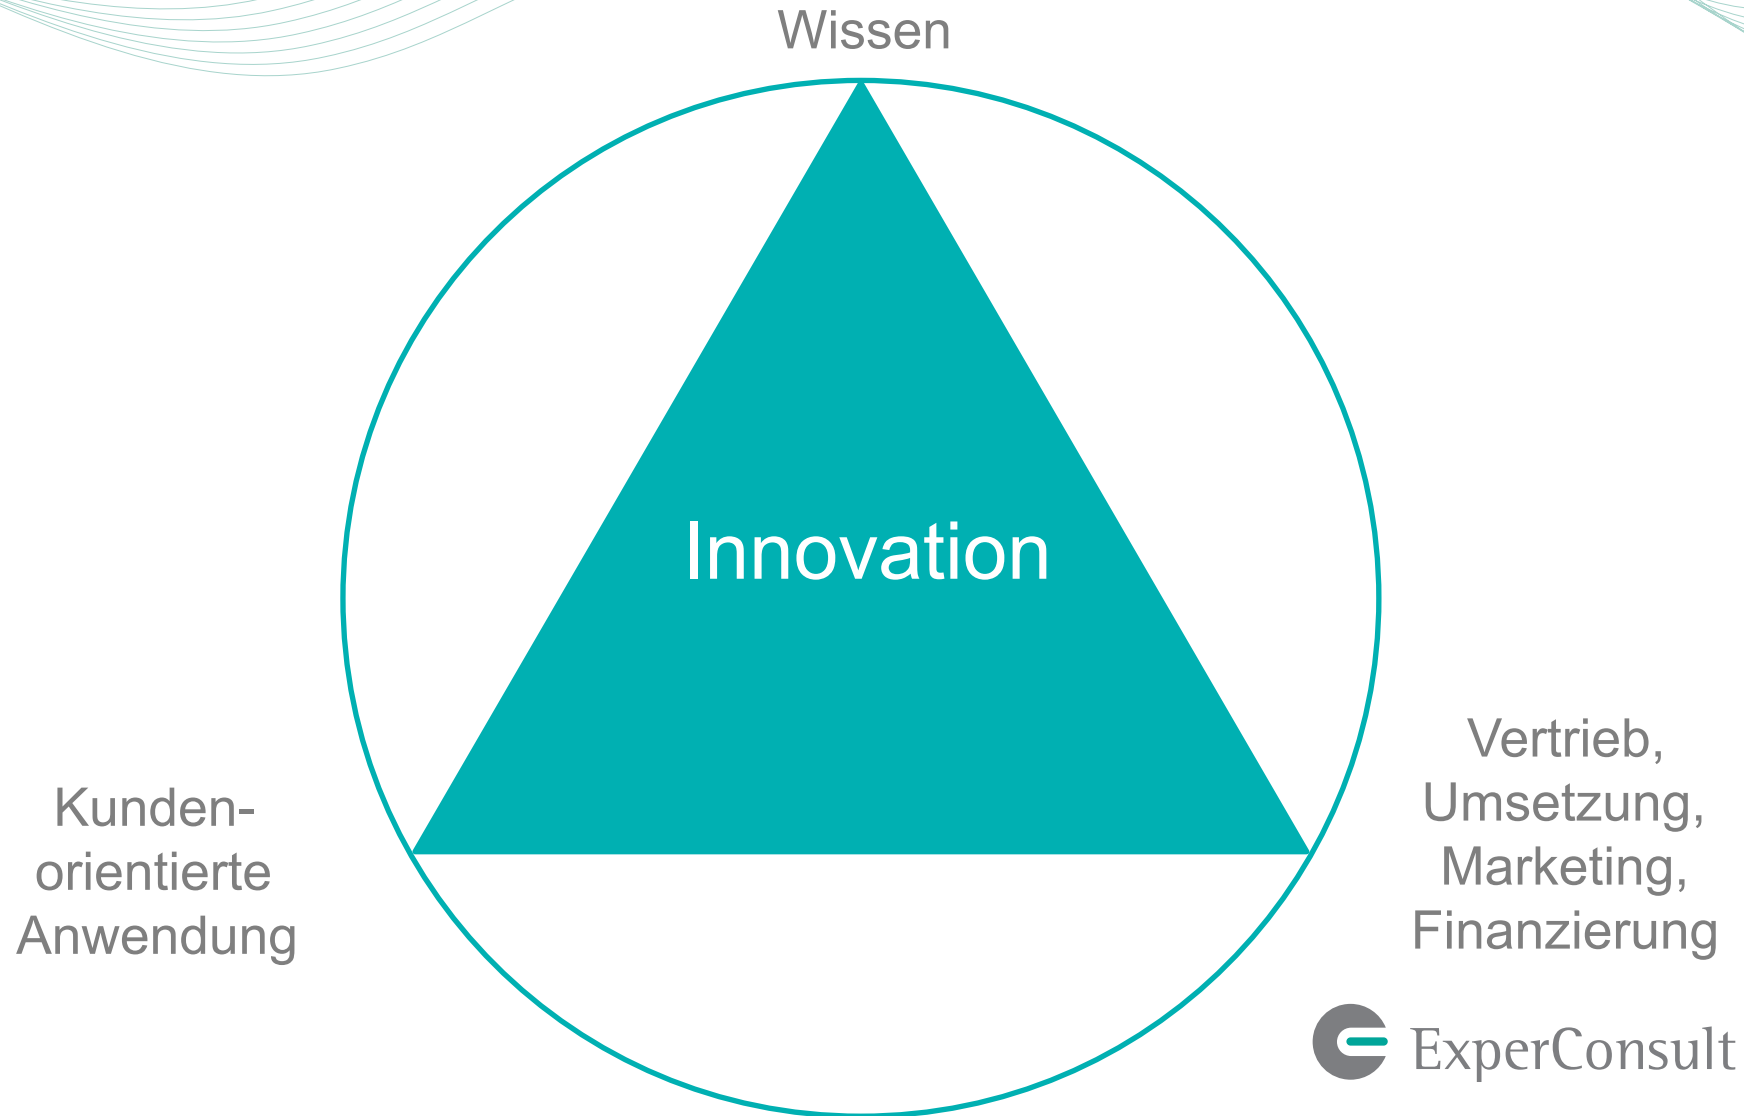 Wissen
Innovation
Kunden-
orientierte
Anwendung
Vertrieb,
Umsetzung,
Marketing,
Finanzierung
ExperConsult